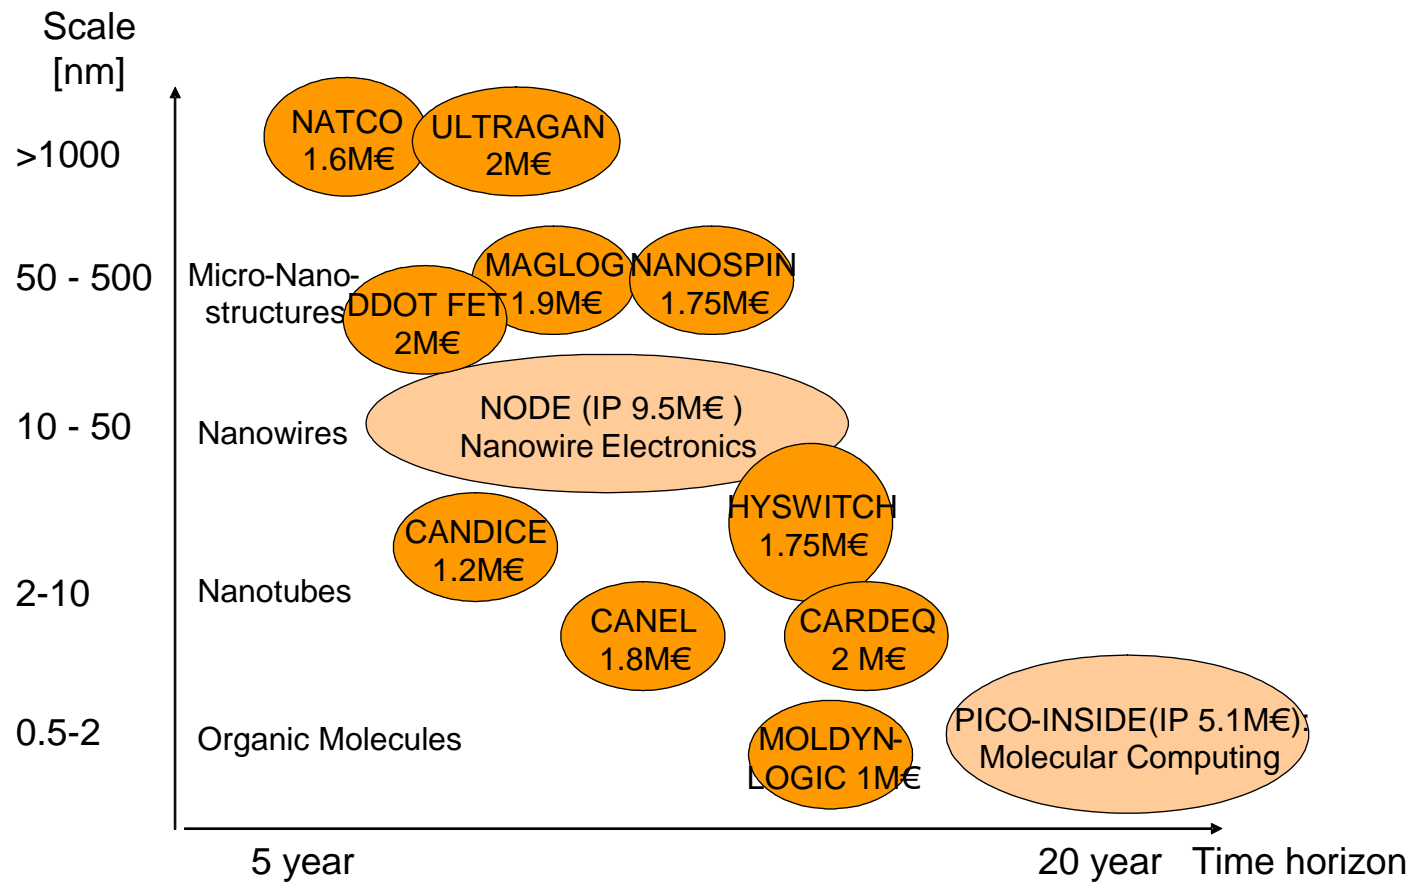 Scale
[nm]
>1000
NATCO
1.6M€
ULTRAGAN
2M€
50 - 500
Micro-Nano-
structures
MAGLOG
1.9M€
NANOSPIN
1.75M€
DDOT FET
2M€
10 - 50
Nanowires
NODE (IP 9.5M€ )
Nanowire Electronics
HYSWITCH
1.75M€
CANDICE
1.2M€
2-10
Nanotubes
CANEL
1.8M€
CARDEQ
2 M€
0.5-2
Organic Molecules
MOLDYN-
LOGIC 1M€
PICO-INSIDE(IP 5.1M€):
Molecular Computing
5 year
20 year
Time horizon